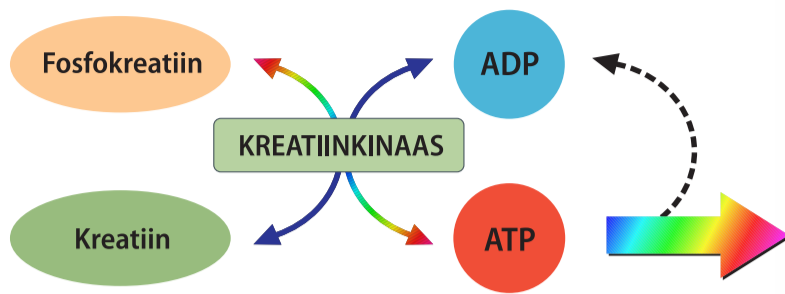 Fosfokreatiin
ADP
KREATIINKINAAS
Kreatiin
ATP